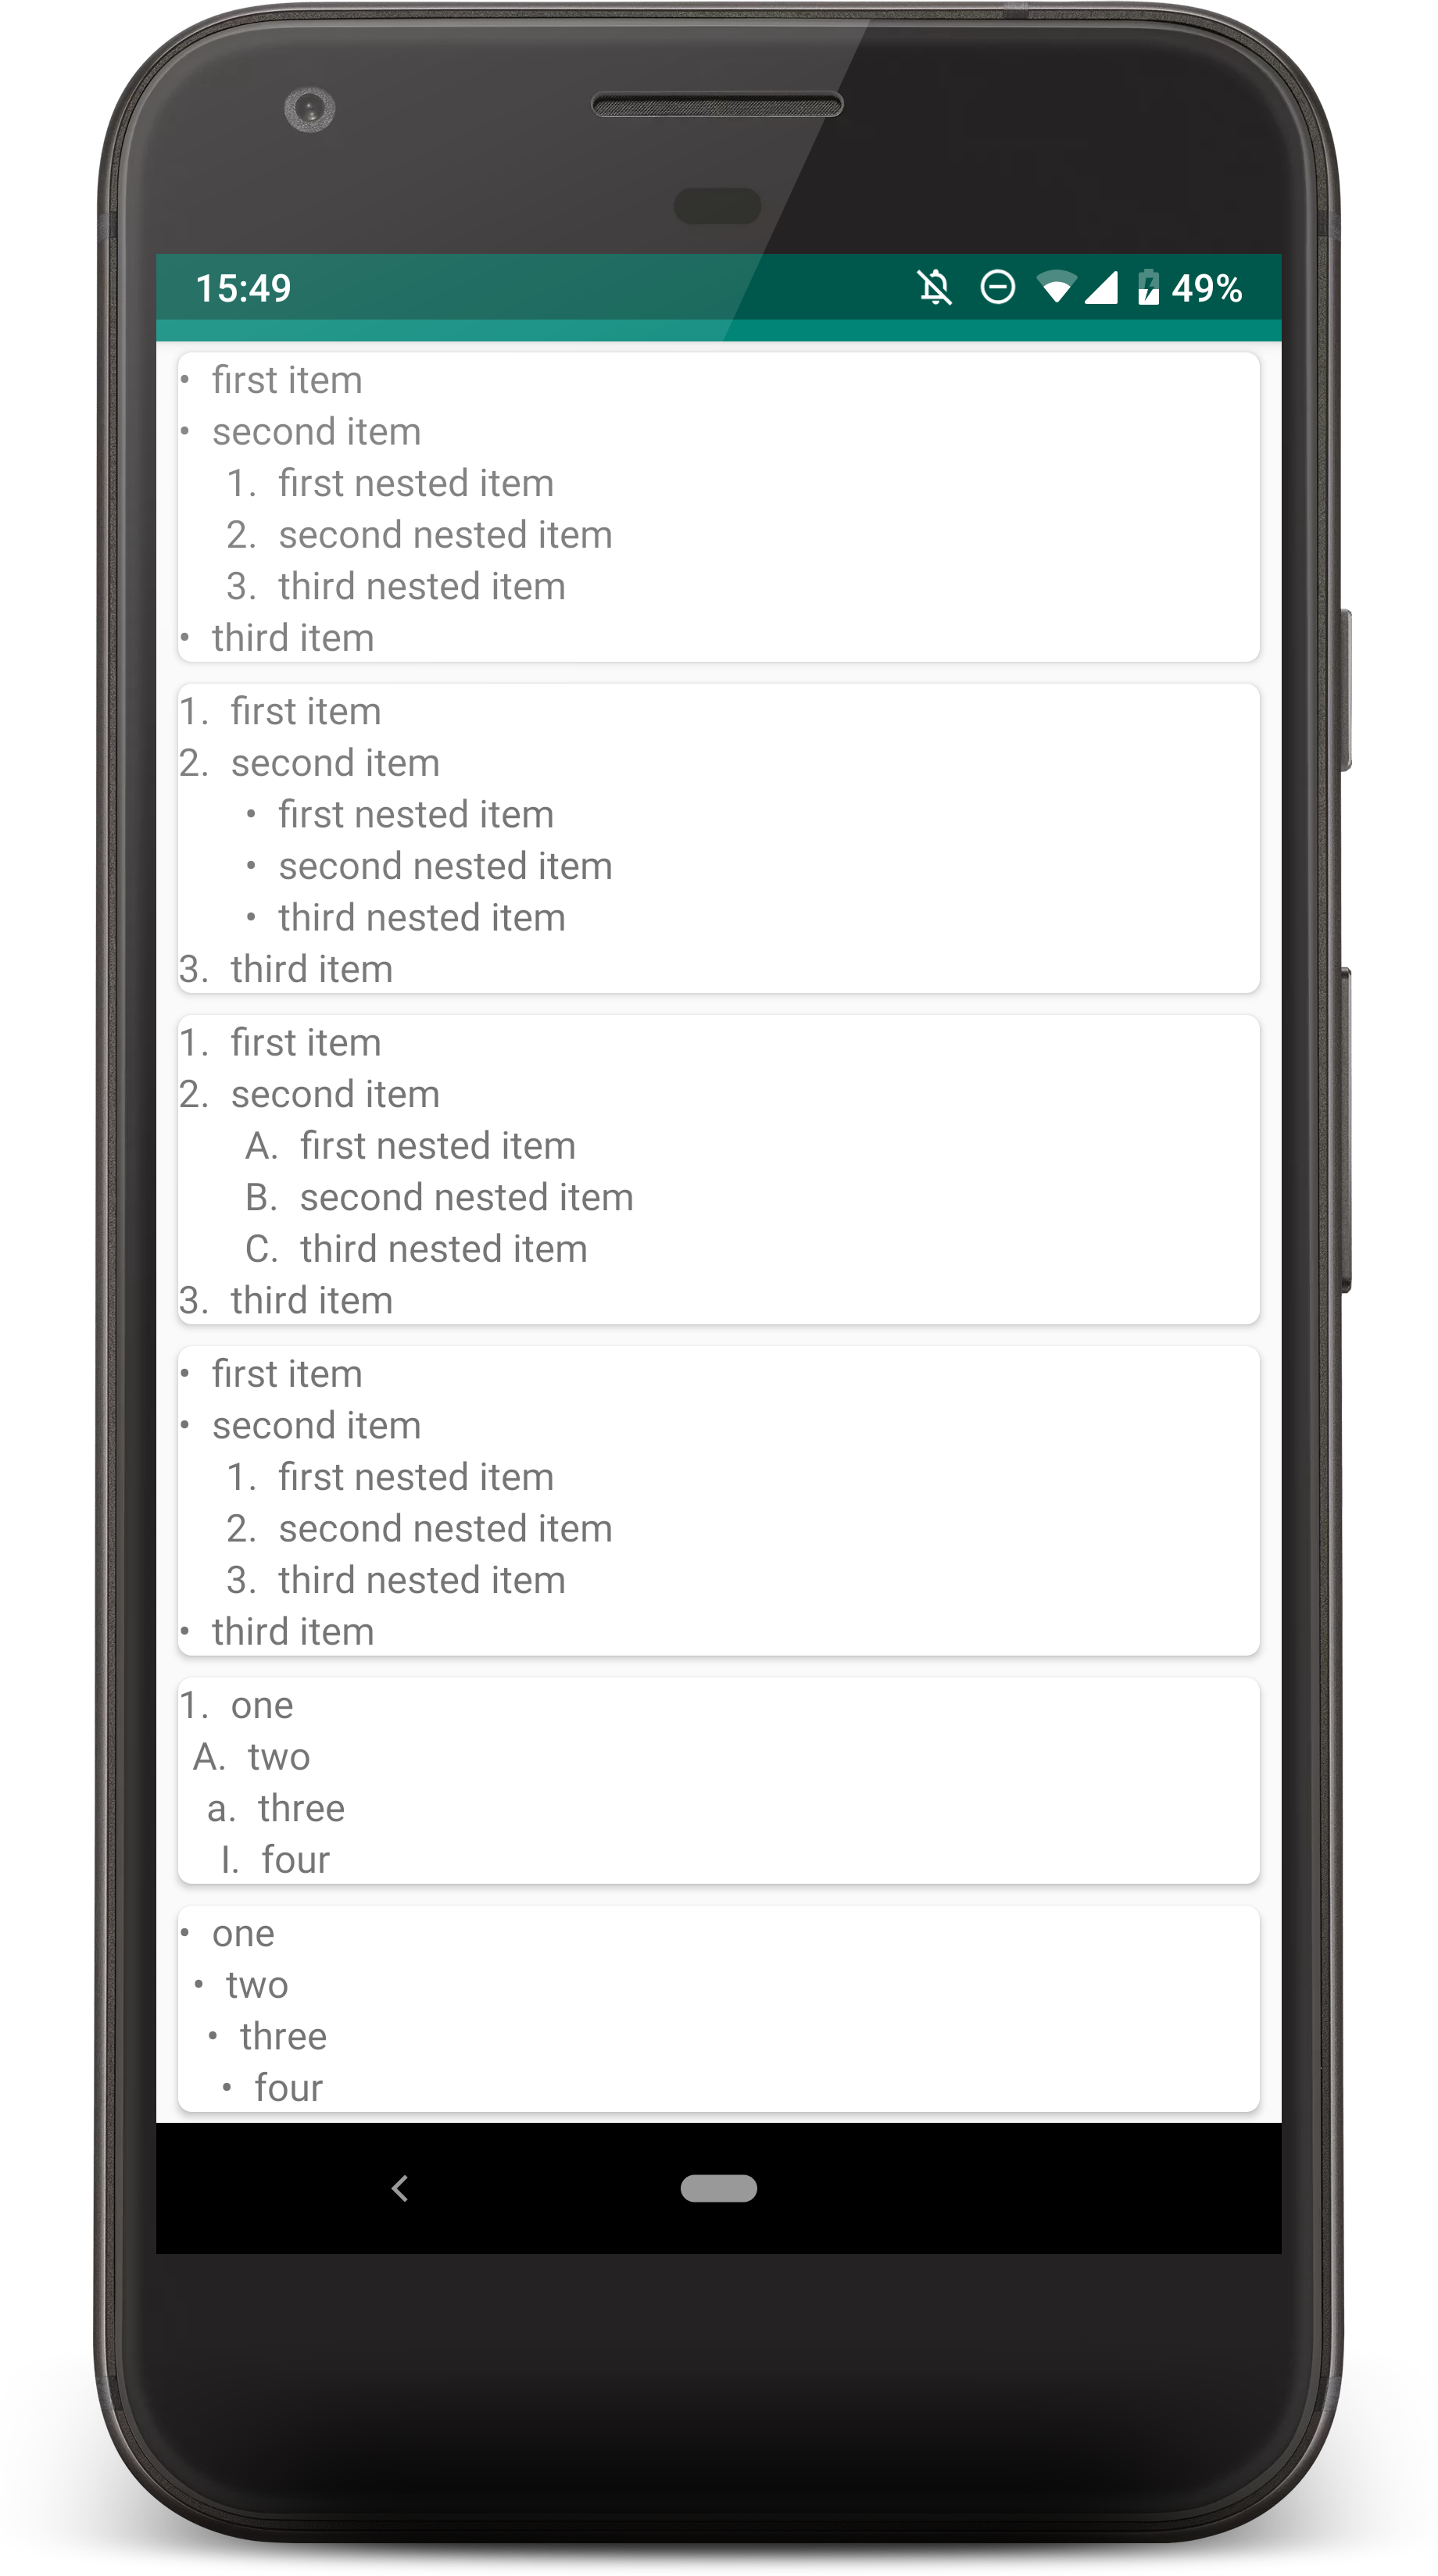 15:49 49%
• first item
• second item
1. first nested item
2. second nested item
3. third nested item
• third item
1. first item
2. second item
• first nested item
• second nested item
• third nested item
3. third item
1. first item
2. second item
A. first nested item
B. second nested item
C. third nested item
3. third item
• first item
• second item
1. first nested item
2. second nested item
3. third nested item
• third item
1. one
A. two
a. three
I. four
• one
• two
• three
• four